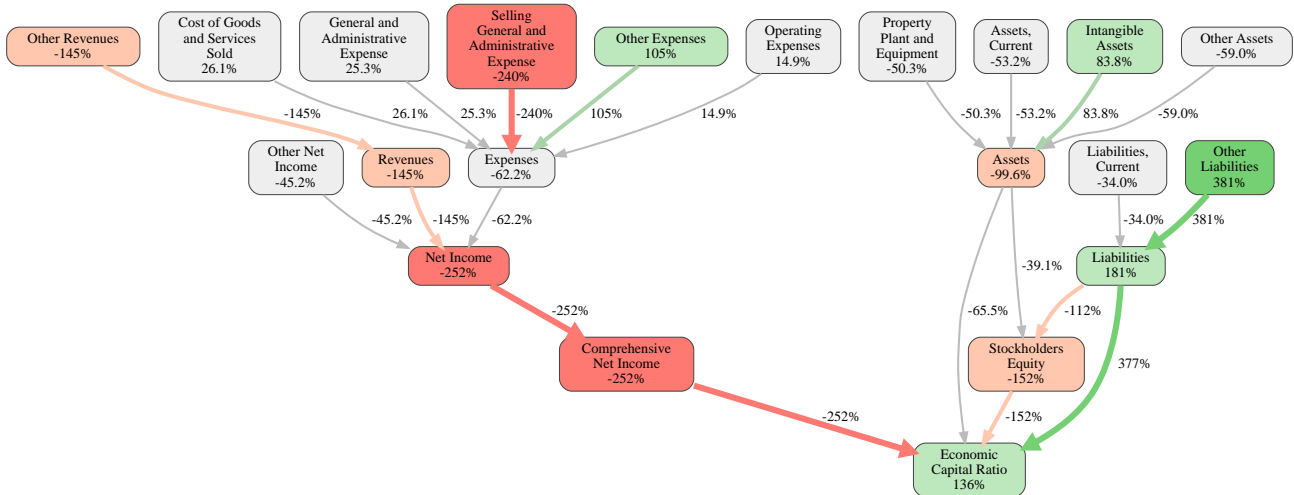 Other Revenues
-145%
Cost of Goods
and Services
Sold
26.1%
General and
Administrative
Expense
25.3%
Selling
General and
Administrative
Expense
-240%
Other Expenses
105%
Operating
Expenses
14.9%
Property
Plant and
Equipment
-50.3%
Assets,
Current
-53.2%
Intangible
Assets
83.8%
Other Assets
-59.0%
-145%
26.1%
25.3%
-240%
105%
14.9%
-50.3%
-53.2%
83.8%
-59.0%
Other Net
Income
-45.2%
Revenues
-145%
Expenses
-62.2%
Assets
-99.6%
Liabilities,
Current
-34.0%
Other
Liabilities
381%
-45.2%
-145%
-62.2%
-34.0%
381%
Net Income
-252%
-39.1%
Liabilities
181%
-252%
-65.5%
-112%
Comprehensive
Net Income
-252%
Stockholders
Equity
-152%
377%
-252%
-152%
Economic
Capital Ratio
136%